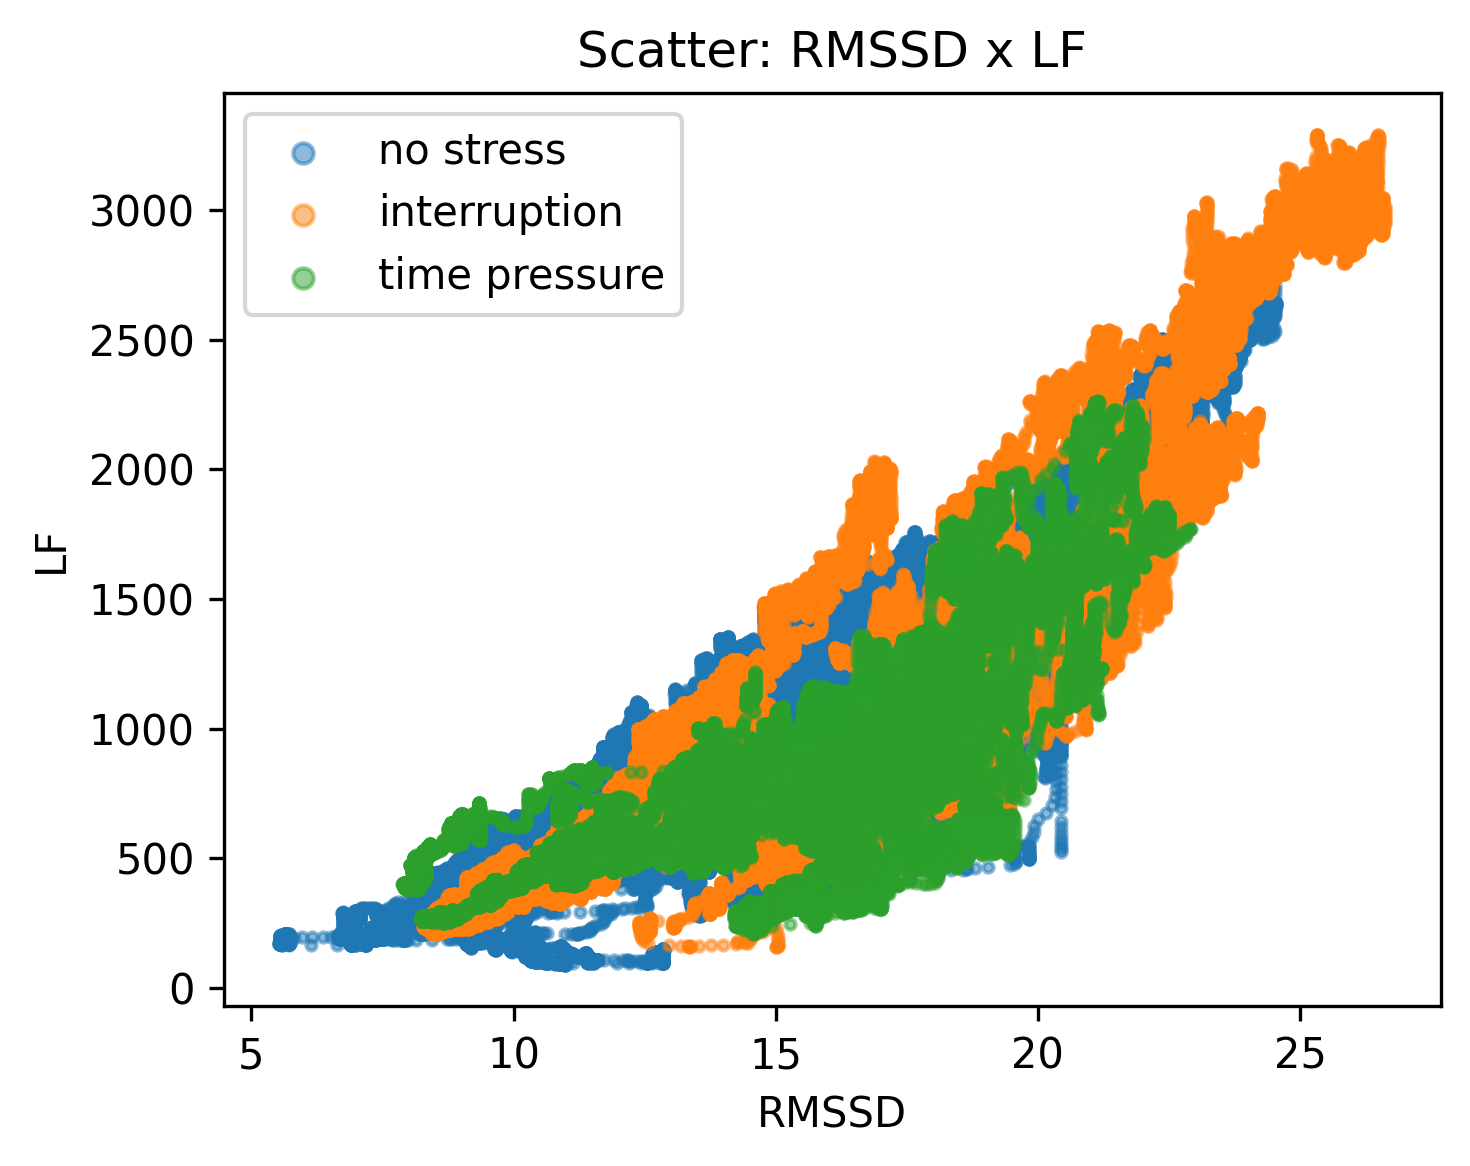 Scatter: RMSSD x LF
no stress
interruption
time pressure
LF
3000
2500
2000
1500
1000
500
0
5 10 15 20 25
RMSSD